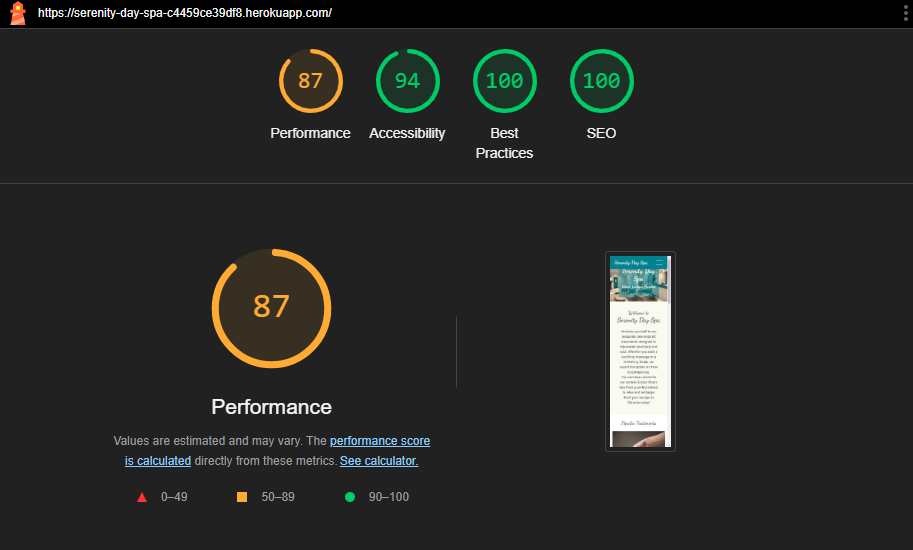 https://serenity-day-spa-c4459ce39df8.herokuapp.com/
87
94
100
100
Performance
Accessibility
Best
Practices
SEO
87
Performance
Values are estimated and may vary. The performance score
is calculated directly from these metrics. See calculator.
0–49
50–89
90–100
Serenity Day Spa
Serenity Day
Spa
Welcome to
Serenity Day Spa
Popular Treatments